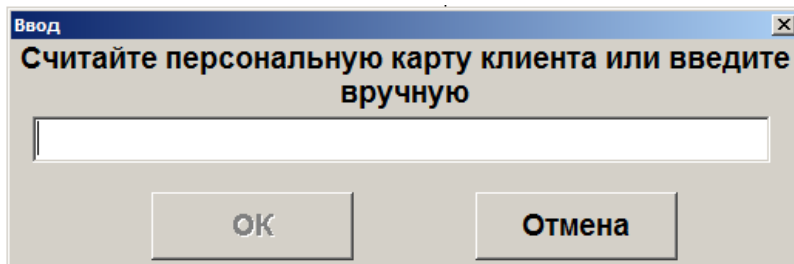 Ввод
Считайте персональную карту клиента или введите
вручную
ОК
Отмена